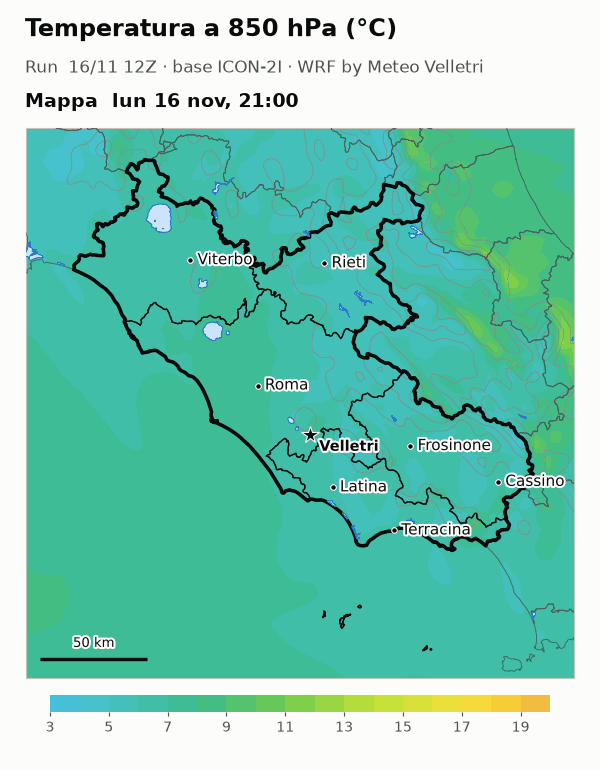 Temperatura a 850 hPa (°C)
Run  16/11 12Z · base ICON-2I · WRF by Meteo Velletri
Mappa  lun 16 nov, 21:00
Viterbo
Rieti
Roma
Velletri
Frosinone
Cassino
Latina
Terracina
50 km
3 5 7 9 11 13 15 17 19